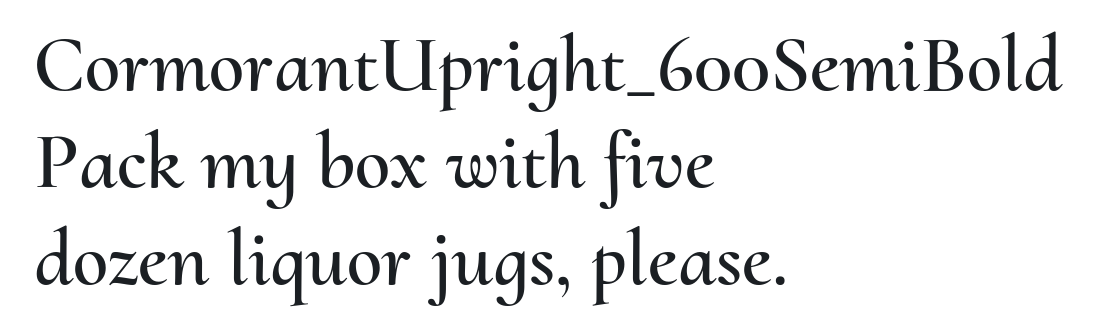 CormorantUpright_600SemiBold
Pack my box with five
dozen liquor jugs, please.